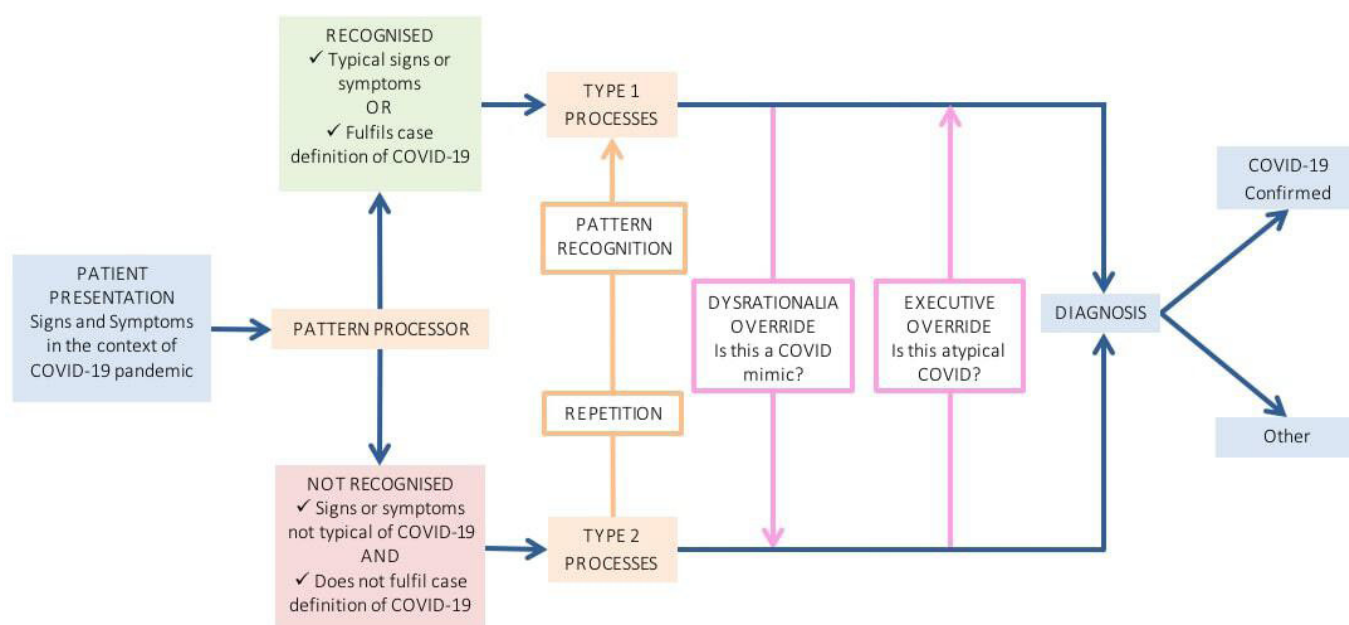 RECOGNISED
✓ Typical signs or
symptoms
OR
✓ Fulfils case
definition of COVID-19
TYPE 1
PROCESSES
COVID-19
Confirmed
PATTERN
RECOGNITION
PATIENT
PRESENTATION
Signs and Symptoms
in the context of
COVID-19 pandemic
PATTERN PROCESSOR
DYSRATIONALIA
OVERRIDE
Is this a COVID
mimic?
EXECUTIVE
OVERRIDE
Is this atypical
COVID?
DIAGNOSIS
REPETITION
Other
NOT RECOGNISED
✓ Signs or symptoms
not typical of COVID-19
AND
✓ Does not fulfil case
definition of COVID-19
TYPE 2
PROCESSES